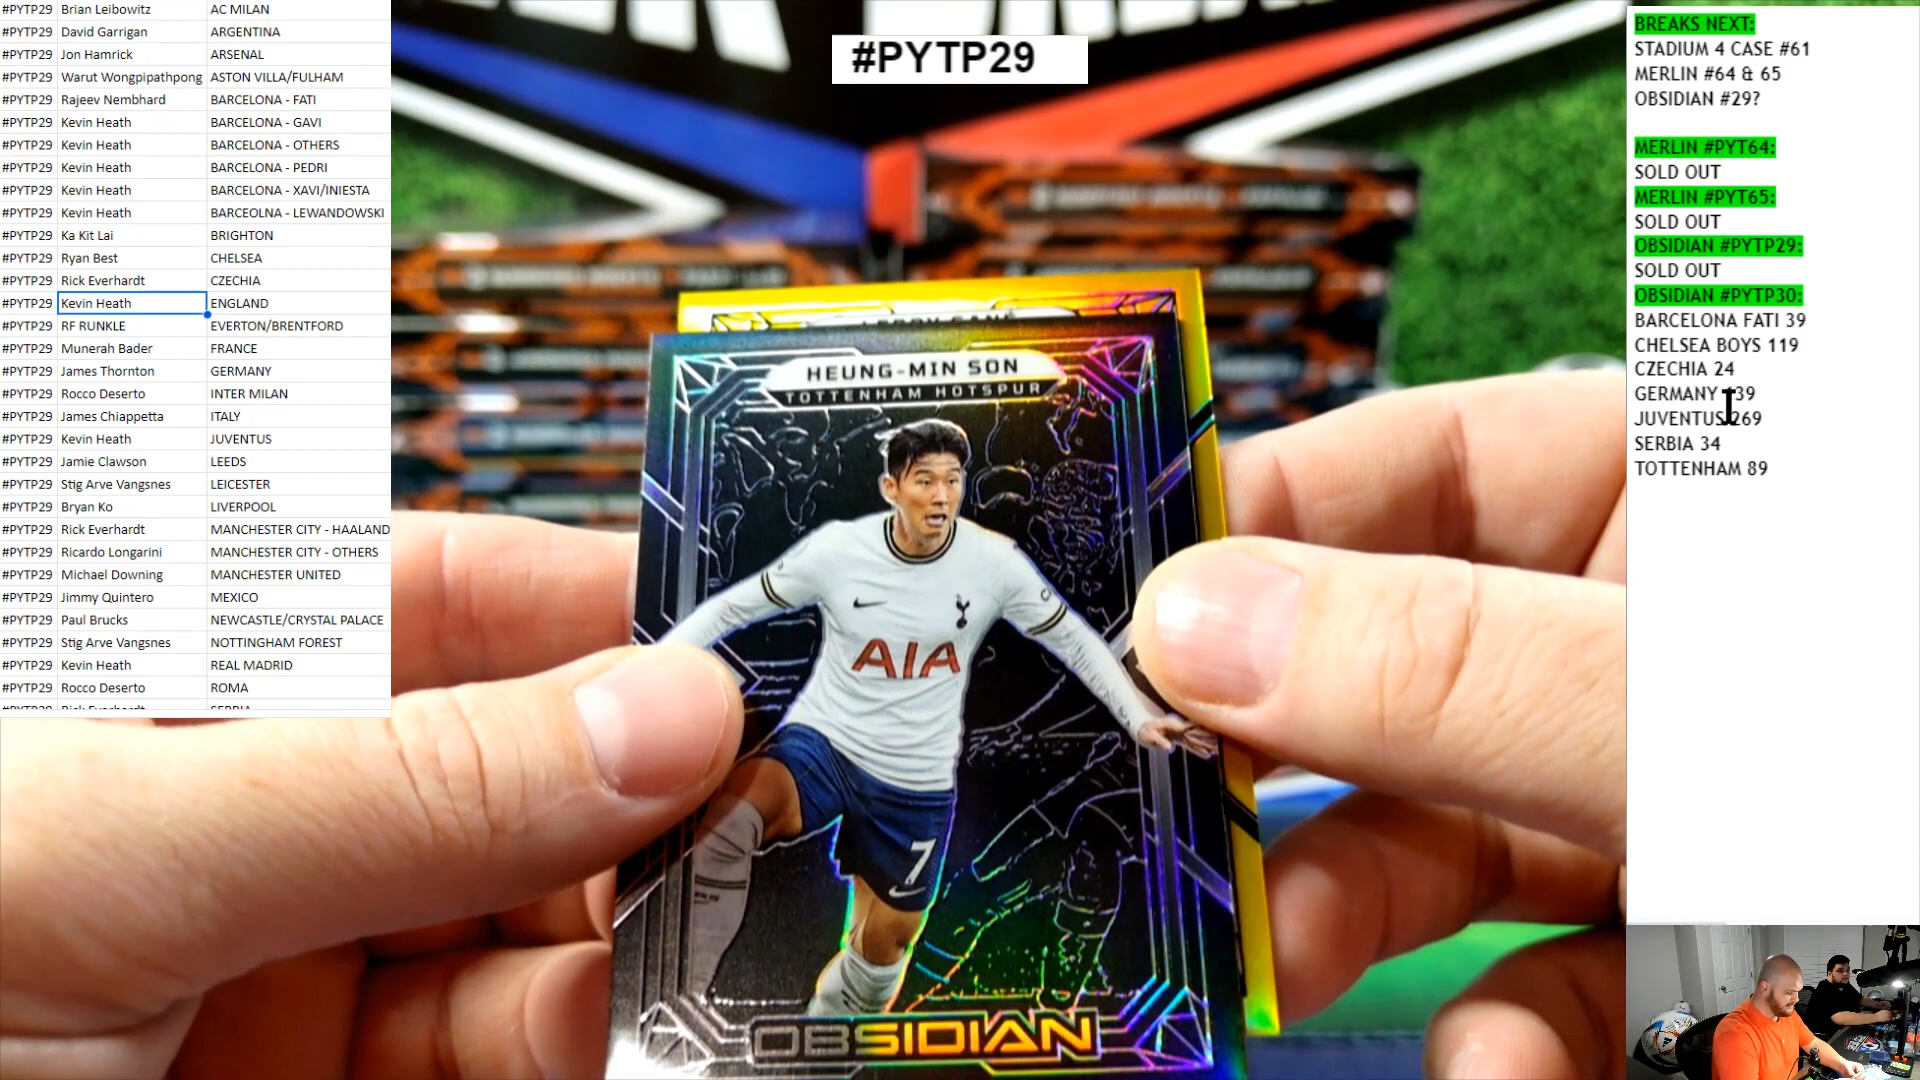 #PYTP29 Brian Leibowitz AC MILAN
#PYTP29 David Garrigan ARGENTINA
#PYTP29 Jon Hamrick ARSENAL
#PYTP29 Warut Wongpipathpong ASTON VILLA/FULHAM
#PYTP29 Rajeev Nembhard BARCELONA - FATI
#PYTP29 Kevin Heath BARCELONA - GAVI
#PYTP29 Kevin Heath BARCELONA - OTHERS
#PYTP29 Kevin Heath BARCELONA - PEDRI
#PYTP29 Kevin Heath BARCELONA - XAVI/INIESTA
#PYTP29 Kevin Heath BARCEOLNA - LEWANDOWSKI
#PYTP29 Ka Kit Lai BRIGHTON
#PYTP29 Ryan Best CHELSEA
#PYTP29 Rick Everhardt CZECHIA
#PYTP29 Kevin Heath ENGLAND
#PYTP29 RF RUNKLE EVERTON/BRENTFORD
#PYTP29 Munerah Bader FRANCE
#PYTP29 James Thornton GERMANY
#PYTP29 Rocco Deserto INTER MILAN
#PYTP29 James Chiappetta ITALY
#PYTP29 Kevin Heath JUVENTUS
#PYTP29 Jamie Clawson LEEDS
#PYTP29 Stig Arve Vangsnes LEICESTER
#PYTP29 Bryan Ko LIVERPOOL
#PYTP29 Rick Everhardt MANCHESTER CITY - HAALAND
#PYTP29 Ricardo Longarini MANCHESTER CITY - OTHERS
#PYTP29 Michael Downing MANCHESTER UNITED
#PYTP29 Jimmy Quintero MEXICO
#PYTP29 Paul Brucks NEWCASTLE/CRYSTAL PALACE
#PYTP29 Stig Arve Vangsnes NOTTINGHAM FOREST
#PYTP29 Kevin Heath REAL MADRID
#PYTP29 Rocco Deserto ROMA
#PYTP29 Rick Everhardt SERBIA
#PYTP29
HEUNG-MIN SON
TOTTENHAM HOTSPUR
AIA
7
OBSIDIAN
BREAKS NEXT:
STADIUM 4 CASE #61
MERLIN #64 & 65
OBSIDIAN #29?
MERLIN #PYT64:
SOLD OUT
MERLIN #PYT65:
SOLD OUT
OBSIDIAN #PYTP29:
SOLD OUT
OBSIDIAN #PYTP30:
BARCELONA FATI 39
CHELSEA BOYS 119
CZECHIA 24
GERMANY 39
JUVENTUS 269
SERBIA 34
TOTTENHAM 89